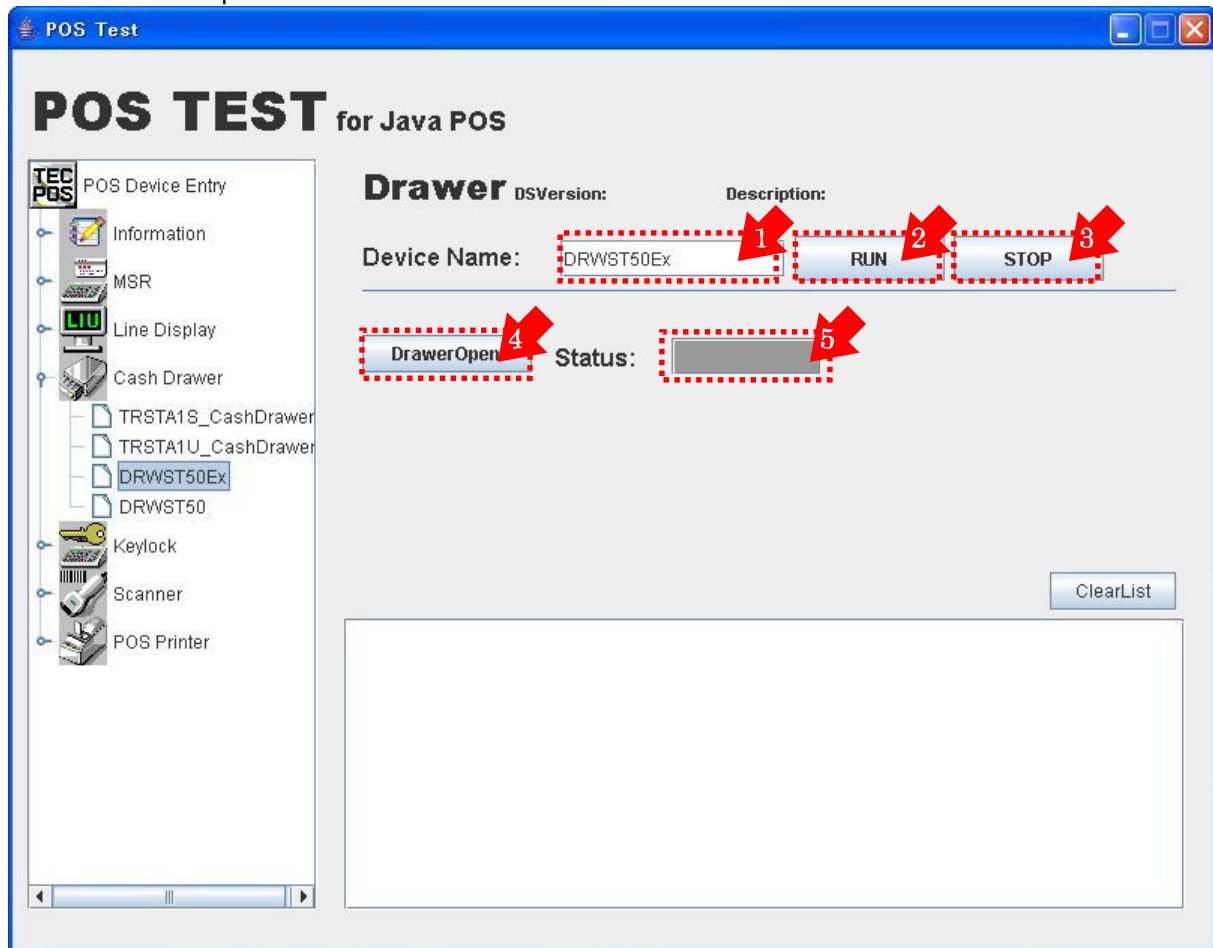 POS Test
POS TEST for Java POS
TEC POS POS Device Entry
Information
MSR
LIU Line Display
Cash Drawer
TRSTA1S_CashDrawer
TRSTA1U_CashDrawer
DRWST50Ex
DRWST50
Keylock
Scanner
POS Printer
Drawer DSVersion: Description:
Device Name: DRWST50Ex 1 RUN 2 STOP 3
DrawerOpen 4 Status: 5
ClearList